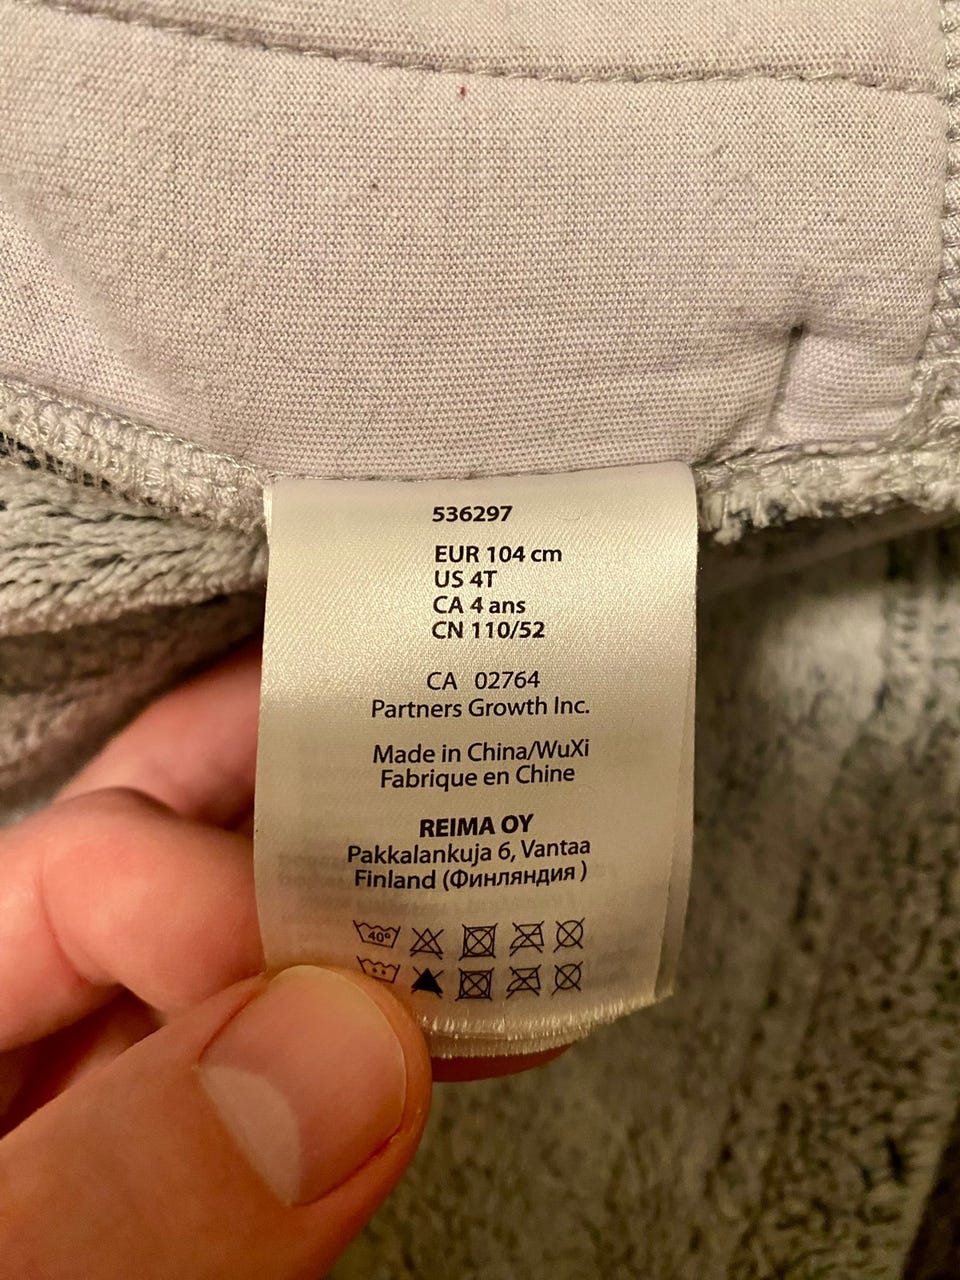 536297
EUR 104 cm
US 4T
CA 4 ans
CN 110/52
CA 02764
Partners Growth Inc.
Made in China/WuXi
Fabrique en Chine
REIMA OY
Pakkalankuja 6, Vantaa
Finland (Финляндия )
40°